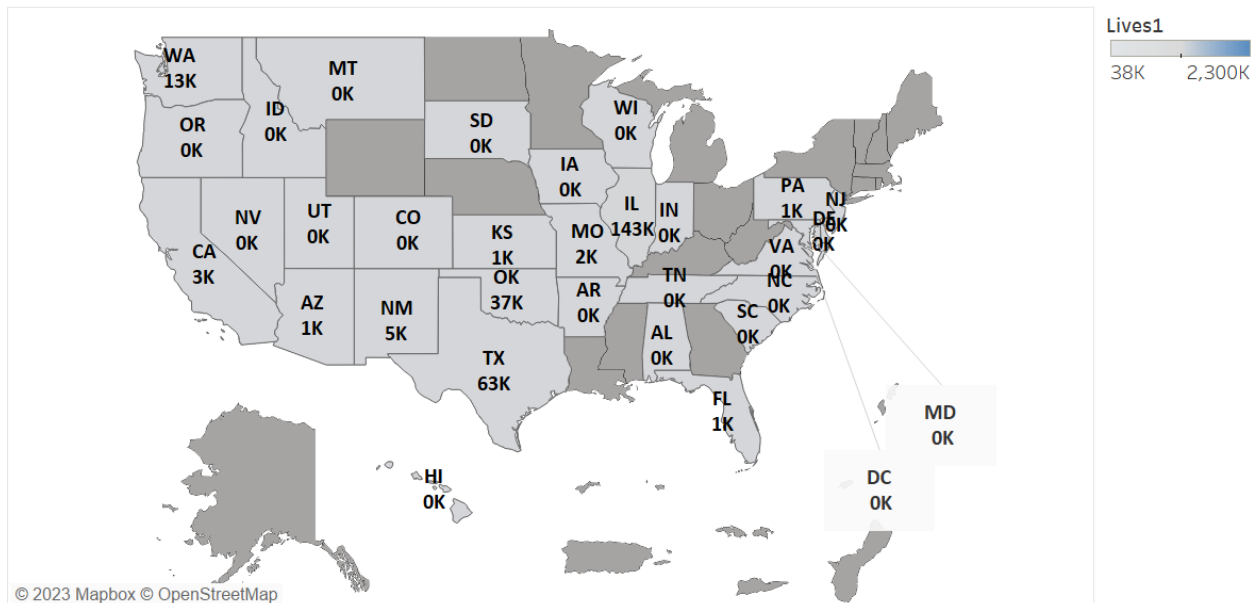 Lives1
38K 2,300K
WA
13K
MT
0K
OR
0K
ID
0K
SD
0K
WI
0K
IA
0K
NV
0K
UT
0K
CO
0K
CA
3K
KS
1K
MO
2K
IL
143K
IN
0K
PA
1K
NJ
0K
DE
0K
VA
0K
AZ
1K
NM
5K
OK
37K
AR
0K
TN
0K
NC
0K
SC
0K
AL
0K
TX
63K
FL
1K
MD
0K
HI
0K
DC
0K
© 2023 Mapbox © OpenStreetMap